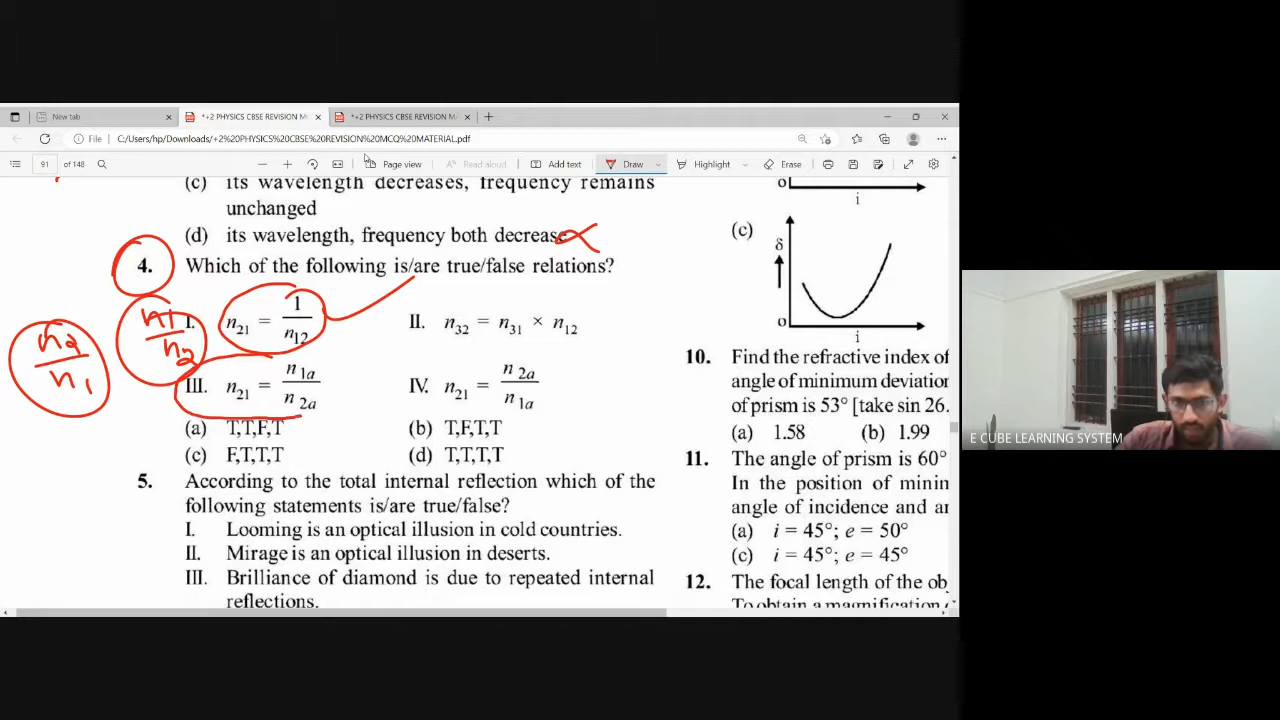 New tab
*+2 PHYSICS CBSE REVISION M
*+2 PHYSICS CBSE REVISION M
File
C:/Users/hp/Downloads/+2%20PHYSICS%20CBSE%20REVISION%20MCQ%20MATERIAL.pdf
91 of 148
Page view
Read aloud
Add text
Draw
Highlight
Erase
(c) its wavelength decreases, frequency remains
unchanged
(d) its wavelength, frequency both decrease
4. Which of the following is/are true/false relations?
I. n21 = 1/n12
II. n32 = n31 × n12
III. n21 = n1a/n2a
IV. n21 = n2a/n1a
n1/n2
n2/n1
(a) T,T,F,T (b) T,F,T,T
(c) F,T,T,T (d) T,T,T,T
5. According to the total internal reflection which of the
following statements is/are true/false?
I. Looming is an optical illusion in cold countries.
II. Mirage is an optical illusion in deserts.
III. Brilliance of diamond is due to repeated internal
reflections.
o
i
(c)
δ
o
i
10. Find the refractive index of
angle of minimum deviation
of prism is 53° [take sin 26.
(a) 1.58 (b) 1.99
11. The angle of prism is 60°
In the position of minin
angle of incidence and an
(a) i = 45°; e = 50°
(c) i = 45°; e = 45°
12. The focal length of the ob
To obtain a magnification
E CUBE LEARNING SYSTEM